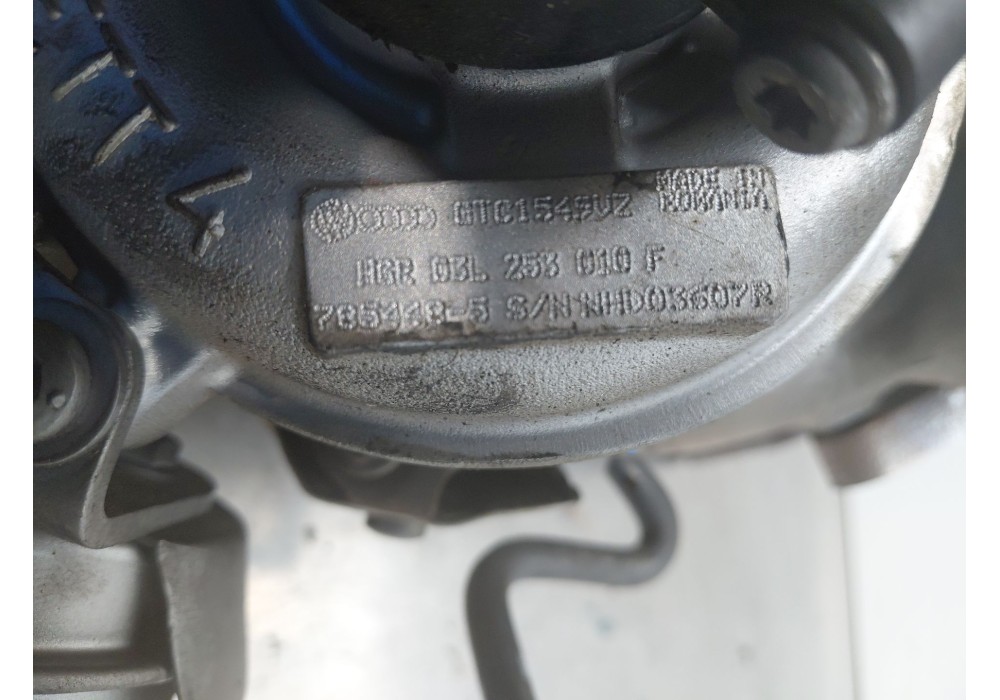 GTC1549VZ MADE IN
ROMANIA
HGR 03L 253 010 F
785448-5 S/N NHD03607R